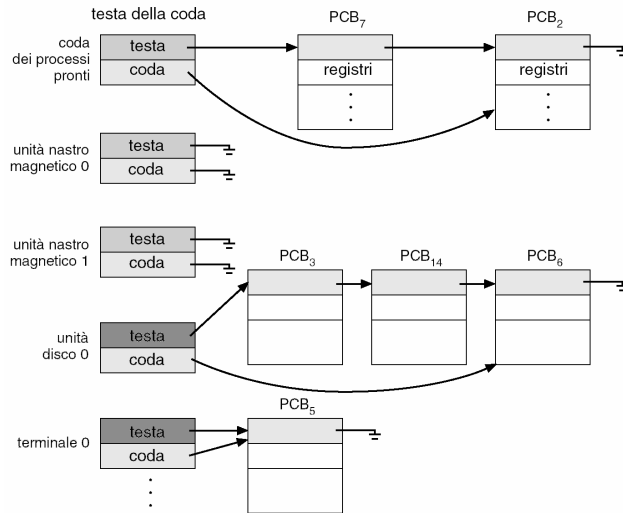 testa della coda
PCB7
PCB2
coda
dei processi
pronti
testa
coda
registri
registri
unità nastro
magnetico 0
testa
coda
unità nastro
magnetico 1
testa
coda
PCB3
PCB14
PCB6
unità
disco 0
testa
coda
PCB5
terminale 0
testa
coda